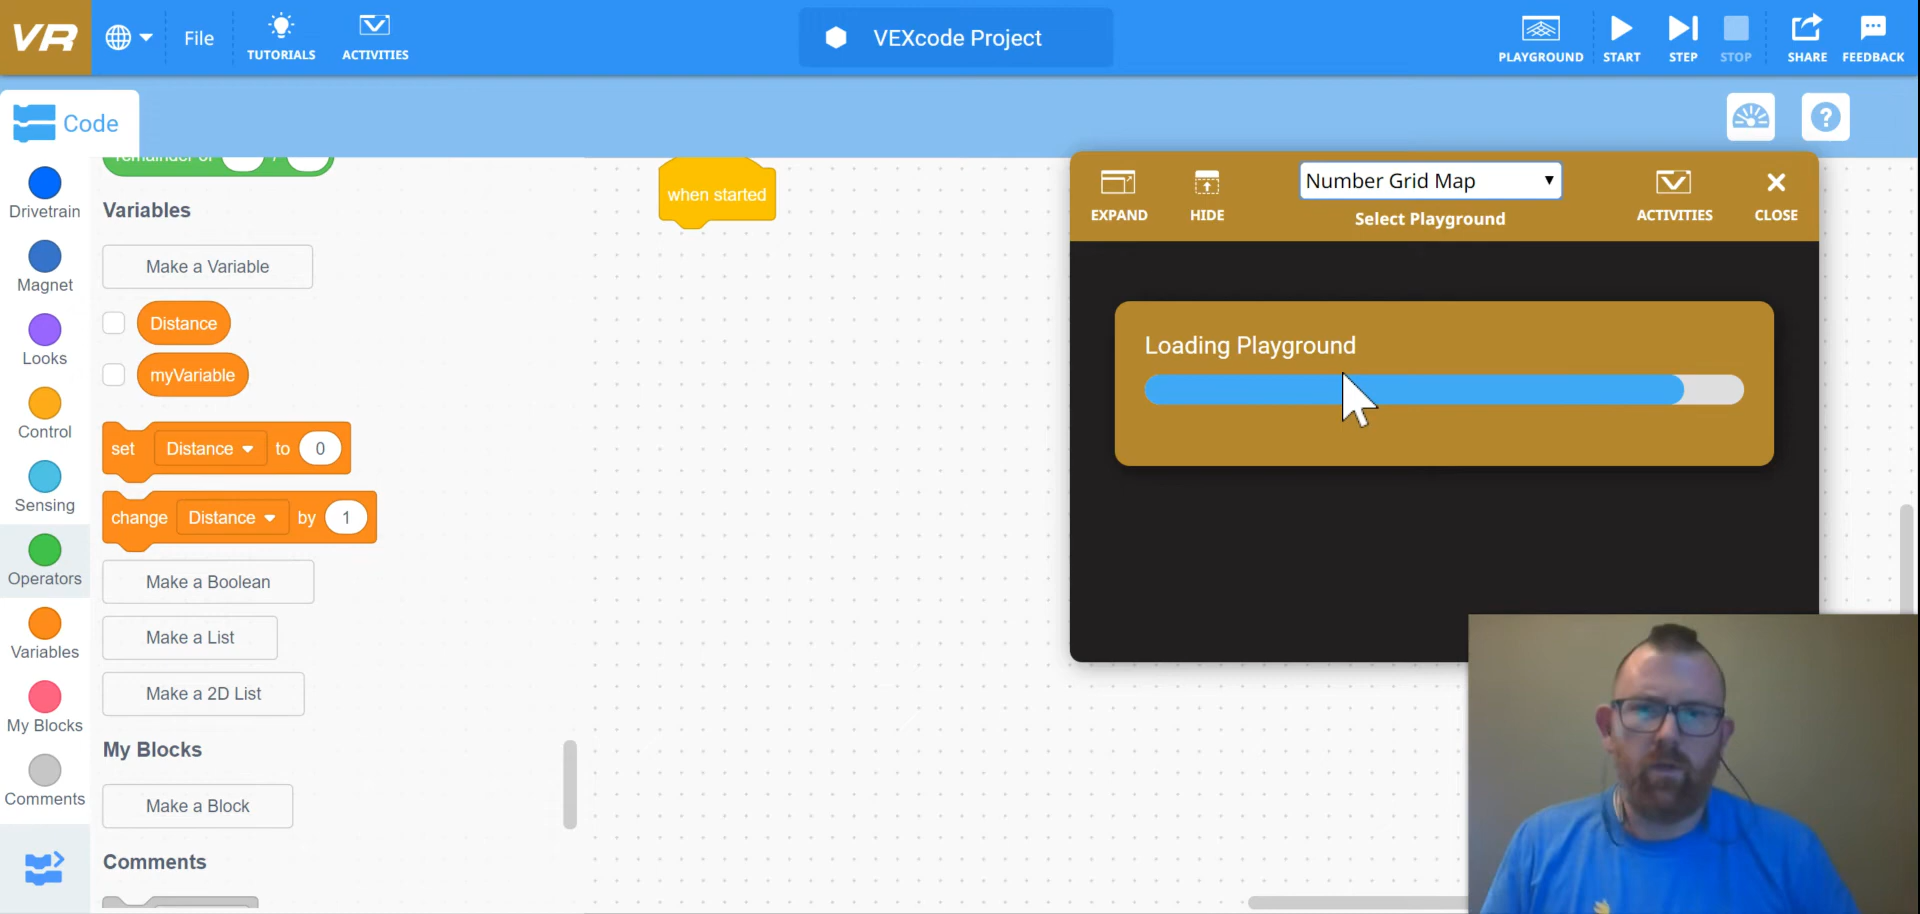 VR
File
TUTORIALS
ACTIVITIES
VEXcode Project
PLAYGROUND
START
STEP
STOP
SHARE
FEEDBACK
Code
?
Drivetrain
Magnet
Looks
Control
Sensing
Operators
Variables
My Blocks
Comments
remainder of /
Variables
Make a Variable
Distance
myVariable
set Distance to 0
change Distance by 1
Make a Boolean
Make a List
Make a 2D List
My Blocks
Make a Block
Comments
when started
EXPAND
HIDE
Number Grid Map
Select Playground
ACTIVITIES
CLOSE
Loading Playground